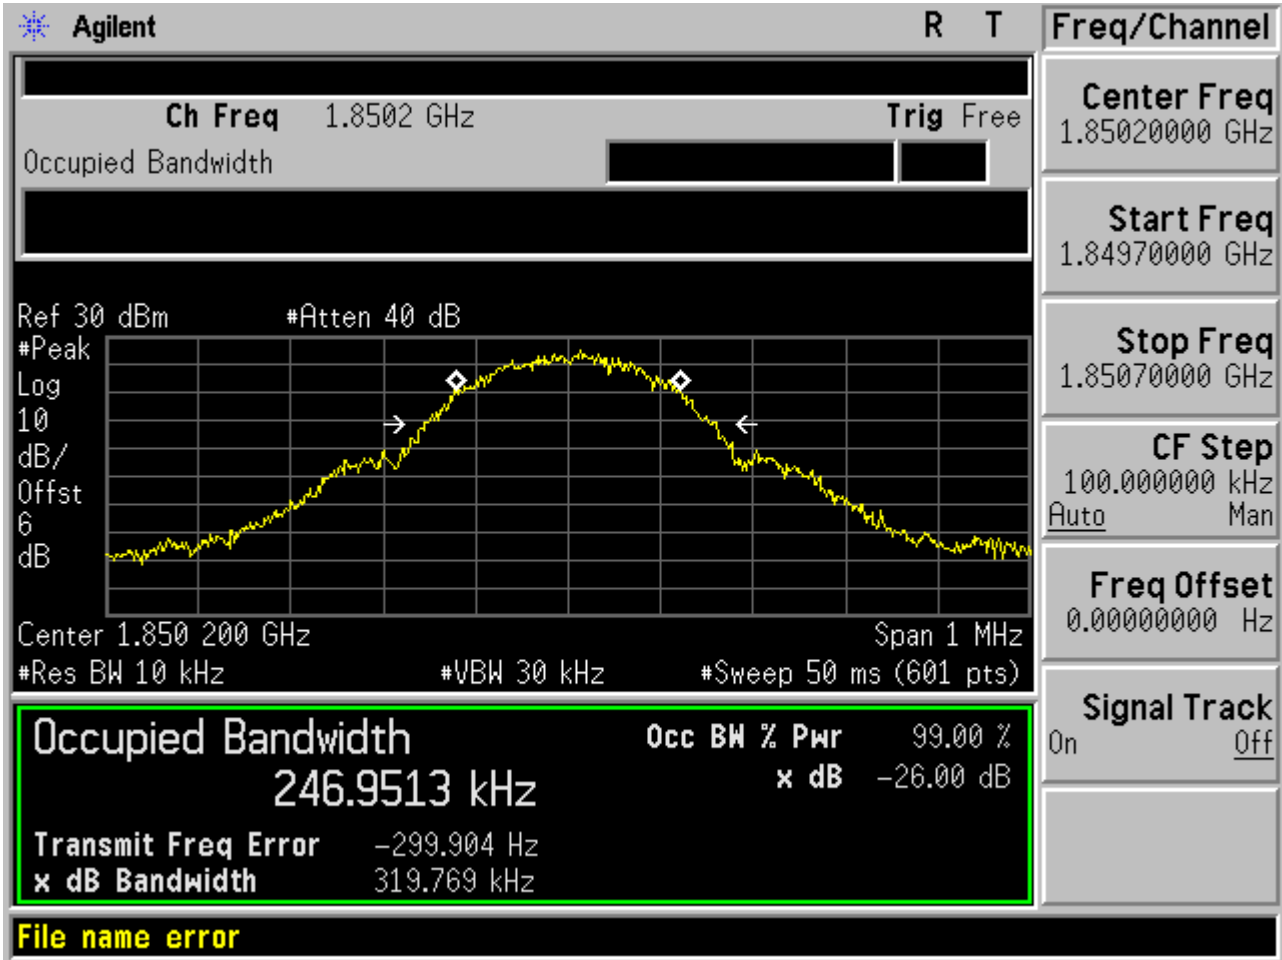 Agilent R T Freq/Channel
Ch Freq 1.8502 GHz Trig Free
Occupied Bandwidth
Center Freq
1.85020000 GHz
Start Freq
1.84970000 GHz
Stop Freq
1.85070000 GHz
CF Step
100.000000 kHz
Auto Man
Freq Offset
0.00000000 Hz
Signal Track
On Off
Ref 30 dBm #Atten 40 dB
#Peak
Log
10
dB/
Offst
6
dB
Center 1.850 200 GHz Span 1 MHz
#Res BW 10 kHz #VBW 30 kHz #Sweep 50 ms (601 pts)
Occupied Bandwidth Occ BW % Pwr 99.00 %
246.9513 kHz x dB -26.00 dB
Transmit Freq Error -299.904 Hz
x dB Bandwidth 319.769 kHz
File name error